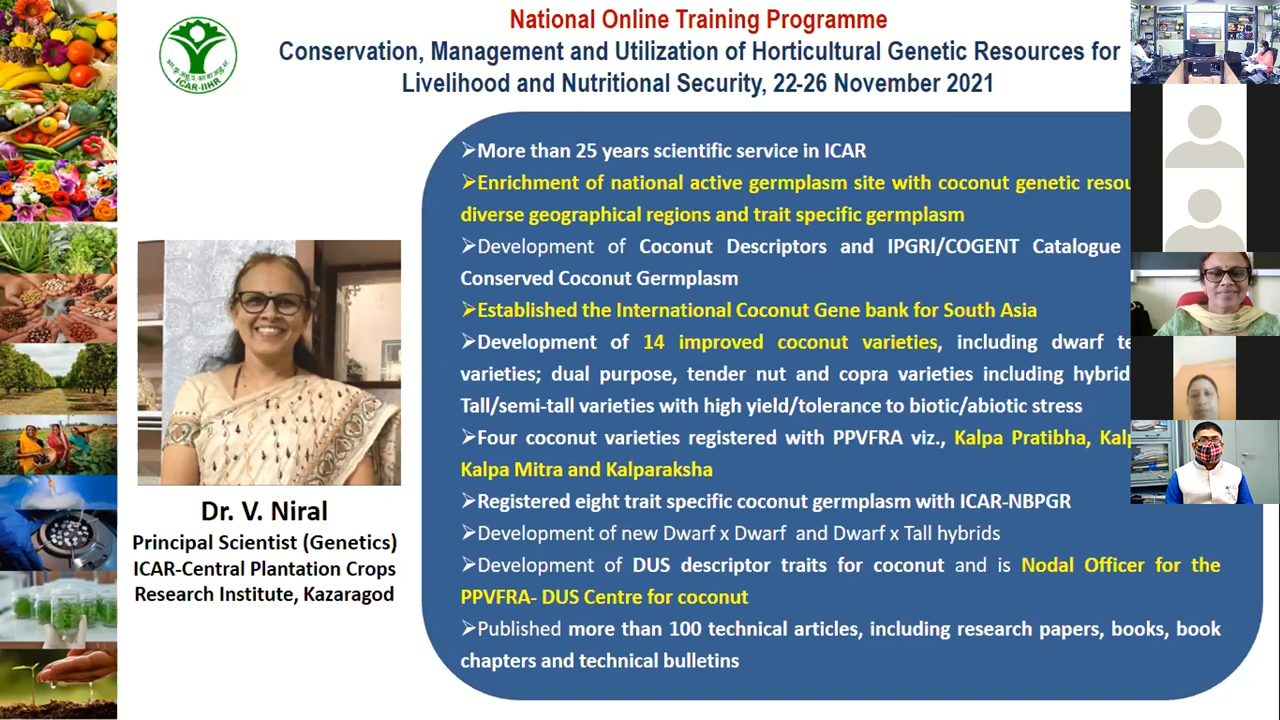 National Online Training Programme
Conservation, Management and Utilization of Horticultural Genetic Resources for
Livelihood and Nutritional Security, 22-26 November 2021
ICAR-IIHR
➢More than 25 years scientific service in ICAR
➢Enrichment of national active germplasm site with coconut genetic
diverse geographical regions and trait specific germplasm
➢Development of Coconut Descriptors and IPGRI/COGENT Catalogue
Conserved Coconut Germplasm
➢Established the International Coconut Gene bank for South Asia
➢Development of 14 improved coconut varieties, including dwarf
varieties; dual purpose, tender nut and copra varieties including
Tall/semi-tall varieties with high yield/tolerance to biotic/abiotic stress
➢Four coconut varieties registered with PPVFRA viz., Kalpa Pratibha,
Kalpa Mitra and Kalparaksha
➢Registered eight trait specific coconut germplasm with ICAR-NBPGR
➢Development of new Dwarf x Dwarf and Dwarf x Tall hybrids
➢Development of DUS descriptor traits for coconut and is Nodal Officer for the
PPVFRA- DUS Centre for coconut
➢Published more than 100 technical articles, including research papers, books, book
chapters and technical bulletins
Dr. V. Niral
Principal Scientist (Genetics)
ICAR-Central Plantation Crops
Research Institute, Kazaragod